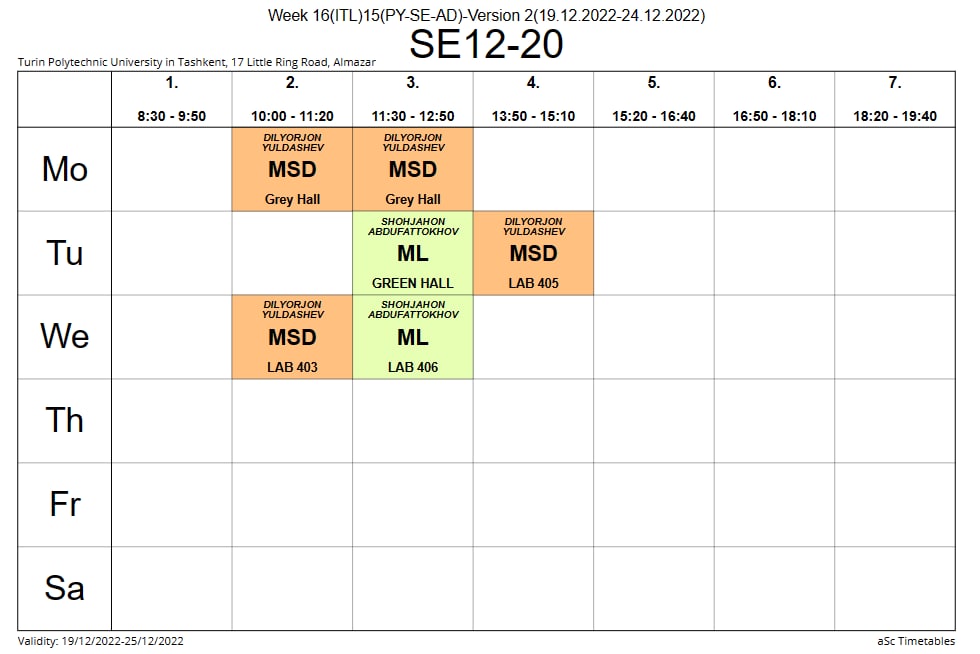 Week 16(ITL)15(PY-SE-AD)-Version 2(19.12.2022-24.12.2022)
SE12-20
Turin Polytechnic University in Tashkent, 17 Little Ring Road, Almazar
1. 2. 3. 4. 5. 6. 7.
8:30 - 9:50 10:00 - 11:20 11:30 - 12:50 13:50 - 15:10 15:20 - 16:40 16:50 - 18:10 18:20 - 19:40
Mo
DILYORJON
YULDASHEV
MSD
Grey Hall
DILYORJON
YULDASHEV
MSD
Grey Hall
Tu
SHOHJAHON
ABDUFATTOKHOV
ML
GREEN HALL
DILYORJON
YULDASHEV
MSD
LAB 405
We
DILYORJON
YULDASHEV
MSD
LAB 403
SHOHJAHON
ABDUFATTOKHOV
ML
LAB 406
Th
Fr
Sa
Validity: 19/12/2022-25/12/2022
aSc Timetables